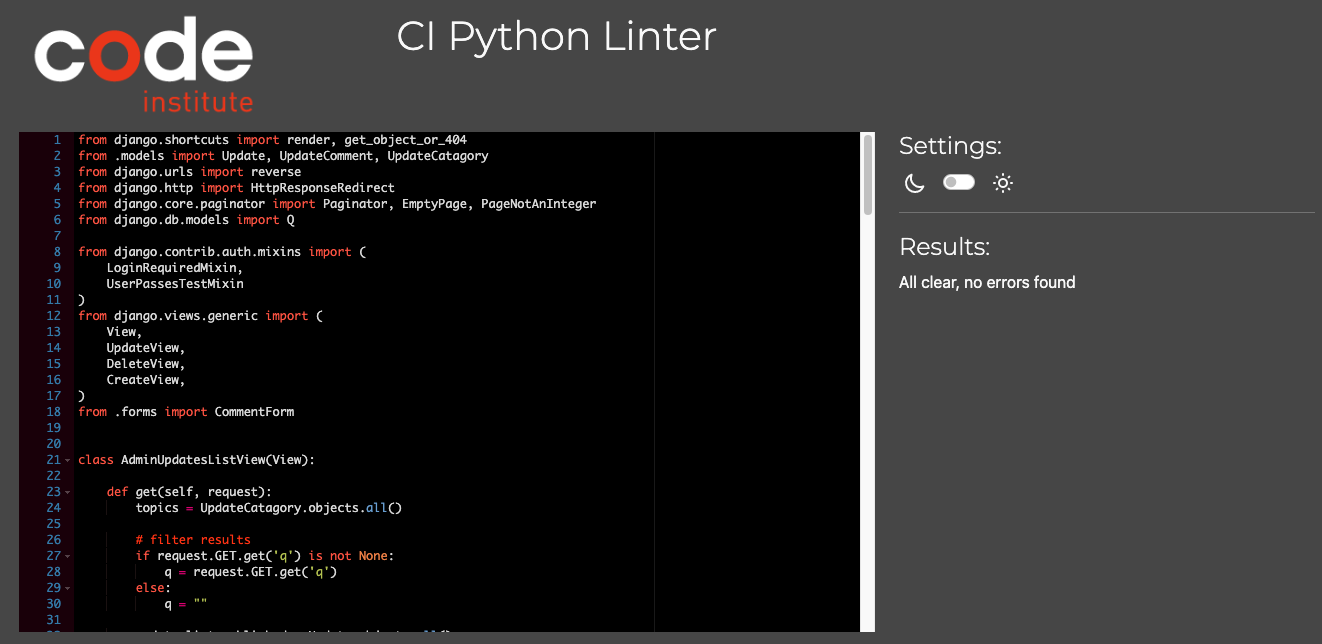 code
institute
CI Python Linter
1 from django.shortcuts import render, get_object_or_404
2 from .models import Update, UpdateComment, UpdateCatagory
3 from django.urls import reverse
4 from django.http import HttpResponseRedirect
5 from django.core.paginator import Paginator, EmptyPage, PageNotAnInteger
6 from django.db.models import Q
7
8 from django.contrib.auth.mixins import (
9     LoginRequiredMixin,
10     UserPassesTestMixin
11 )
12 from django.views.generic import (
13     View,
14     UpdateView,
15     DeleteView,
16     CreateView,
17 )
18 from .forms import CommentForm
19
20
21 class AdminUpdatesListView(View):
22
23     def get(self, request):
24         topics = UpdateCatagory.objects.all()
25
26         # filter results
27         if request.GET.get('q') is not None:
28             q = request.GET.get('q')
29         else:
30             q = ""
31
Settings:
Results:
All clear, no errors found